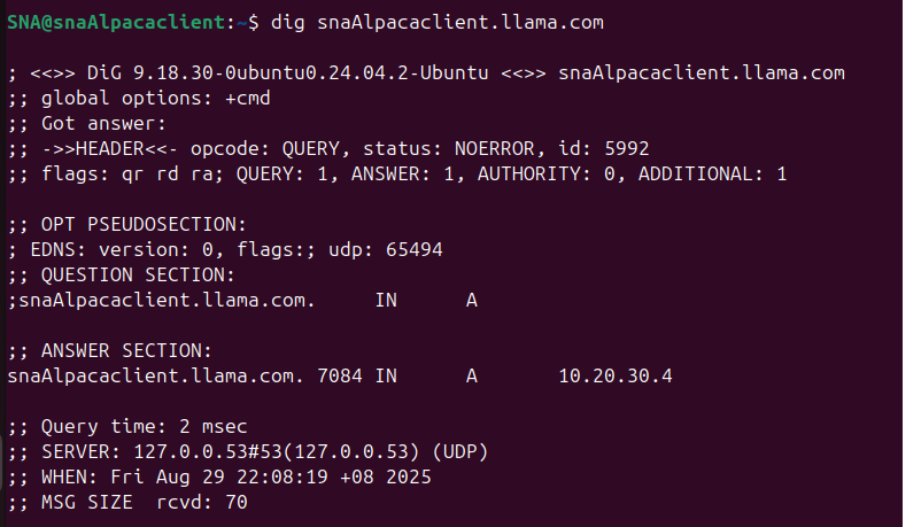 SNA@snaAlpacaclient:~$ dig snaAlpacaclient.llama.com
; <<>> DiG 9.18.30-0ubuntu0.24.04.2-Ubuntu <<>> snaAlpacaclient.llama.com
;; global options: +cmd
;; Got answer:
;; ->>HEADER<<- opcode: QUERY, status: NOERROR, id: 5992
;; flags: qr rd ra; QUERY: 1, ANSWER: 1, AUTHORITY: 0, ADDITIONAL: 1
;; OPT PSEUDOSECTION:
; EDNS: version: 0, flags:; udp: 65494
;; QUESTION SECTION:
;snaAlpacaclient.llama.com. IN A
;; ANSWER SECTION:
snaAlpacaclient.llama.com. 7084 IN A 10.20.30.4
;; Query time: 2 msec
;; SERVER: 127.0.0.53#53(127.0.0.53) (UDP)
;; WHEN: Fri Aug 29 22:08:19 +08 2025
;; MSG SIZE rcvd: 70